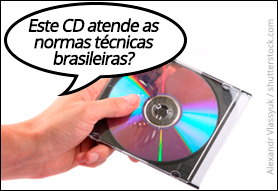 Este CD atende as
normas técnicas
brasileiras?
Alexandr Vlassyuk / shutterstock.com